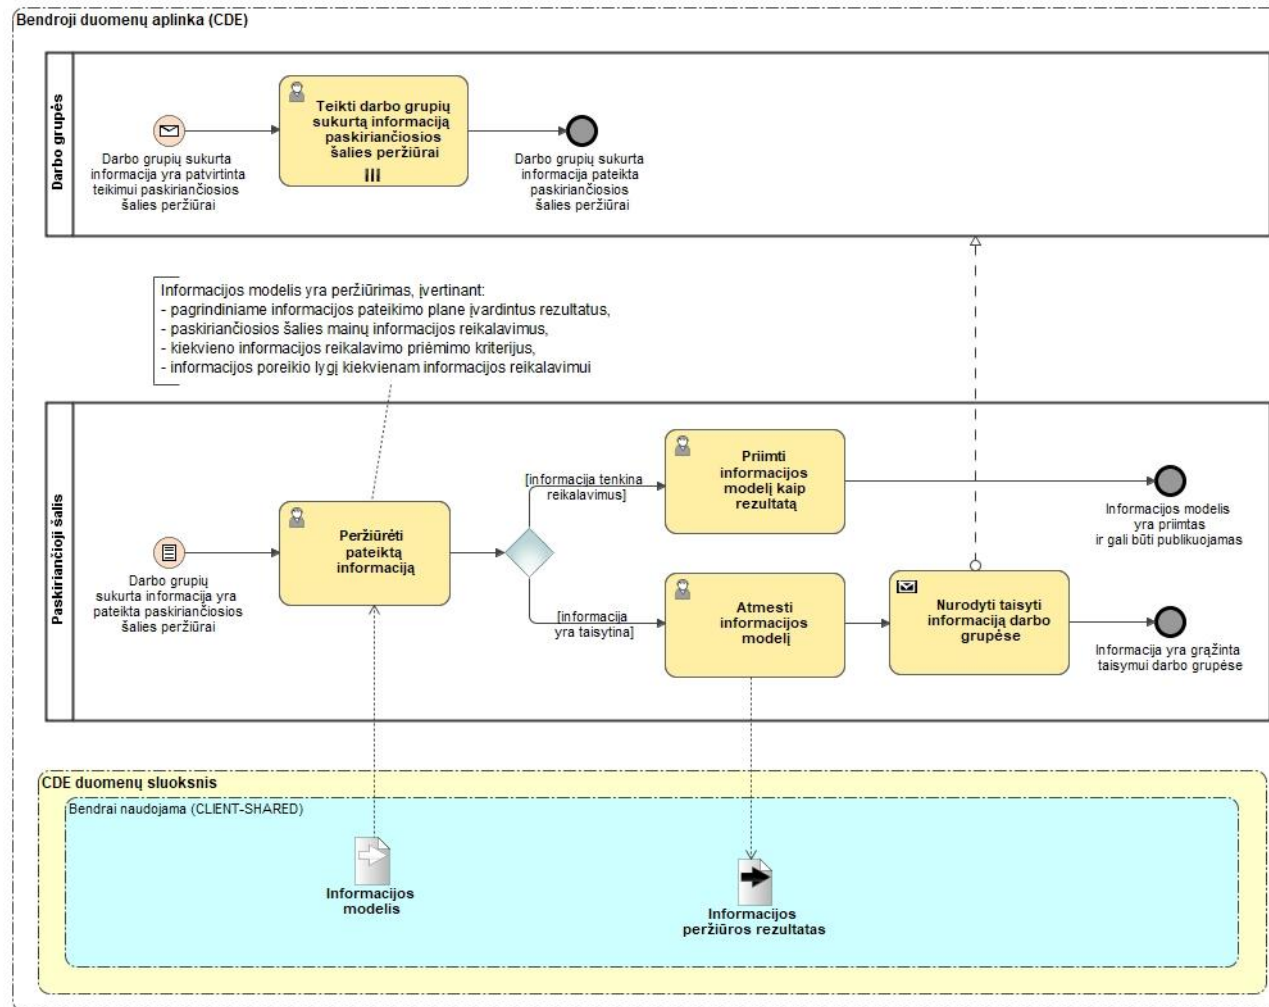 Bendroji duomenų aplinka (CDE)
Darbo grupės
Teikti darbo grupių
sukurtą informaciją
paskiriančiosios
šalies peržiūrai
Darbo grupių sukurta
informacija yra patvirtinta
teikimui paskiriančiosios
šalies peržiūrai
Darbo grupių sukurta
informacija pateikta
paskiriančiosios
šalies peržiūrai
Informacijos modelis yra peržiūrimas, įvertinant:
- pagrindiniame informacijos pateikimo plane įvardintus rezultatus,
- paskiriančiosios šalies mainų informacijos reikalavimus,
- kiekvieno informacijos reikalavimo priėmimo kriterijus,
- informacijos poreikio lygį kiekvienam informacijos reikalavimui
Paskiriančioji šalis
Darbo grupių
sukurta informacija yra
pateikta paskiriančiosios
šalies peržiūrai
Peržiūrėti
pateiktą
informaciją
[informacija tenkina
reikalavimus]
Priimti
informacijos
modelį kaip
rezultatą
Informacijos modelis
yra priimtas
ir gali būti publikuojamas
[informacija
yra taisytina]
Atmesti
informacijos
modelį
Nurodyti taisyti
informaciją darbo
grupėse
Informacija yra grąžinta
taisymui darbo grupėse
CDE duomenų sluoksnis
Bendrai naudojama (CLIENT-SHARED)
Informacijos
modelis
Informacijos
peržiūros rezultatas